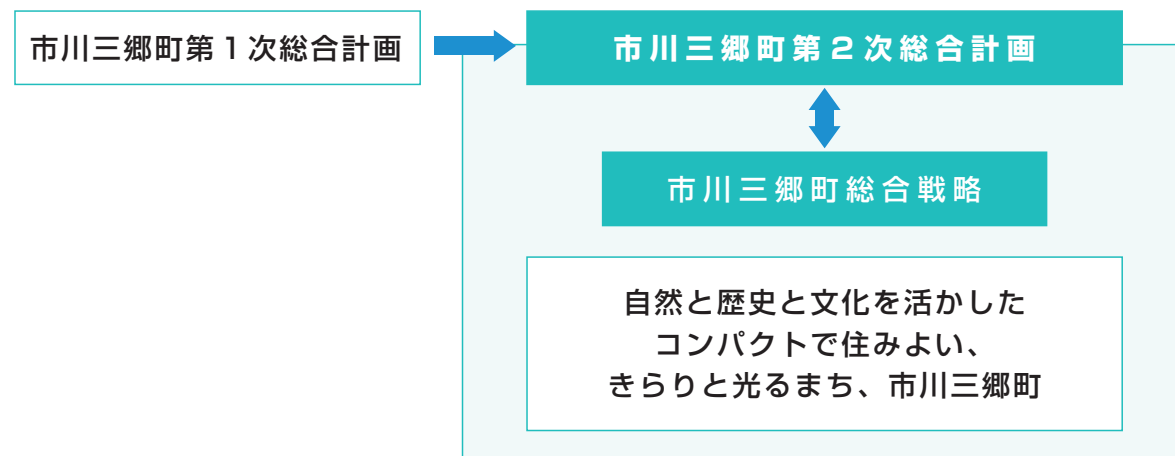 市川三郷町第１次総合計画
市川三郷町第２次総合計画
市川三郷町総合戦略
自然と歴史と文化を活かした
コンパクトで住みよい、
きらりと光るまち、市川三郷町